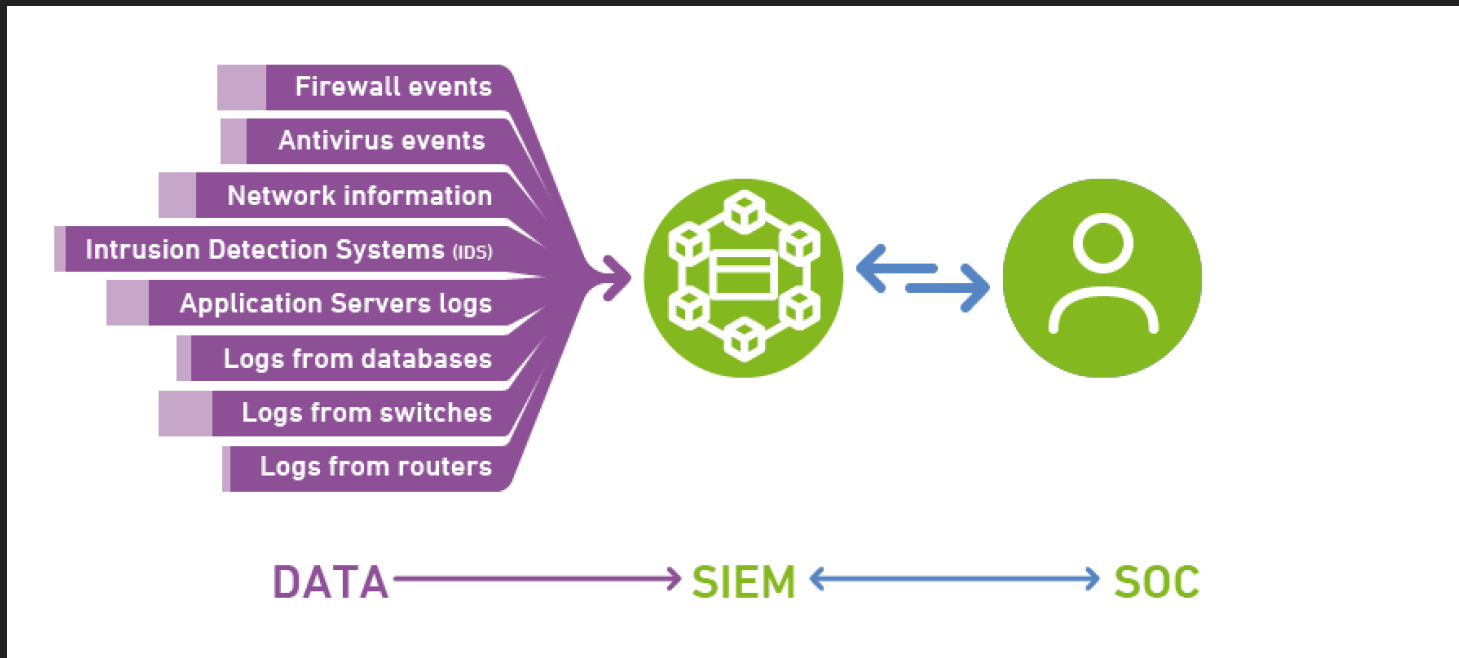 Firewall events
Antivirus events
Network information
Intrusion Detection Systems (IDS)
Application Servers logs
Logs from databases
Logs from switches
Logs from routers
DATA SIEM SOC